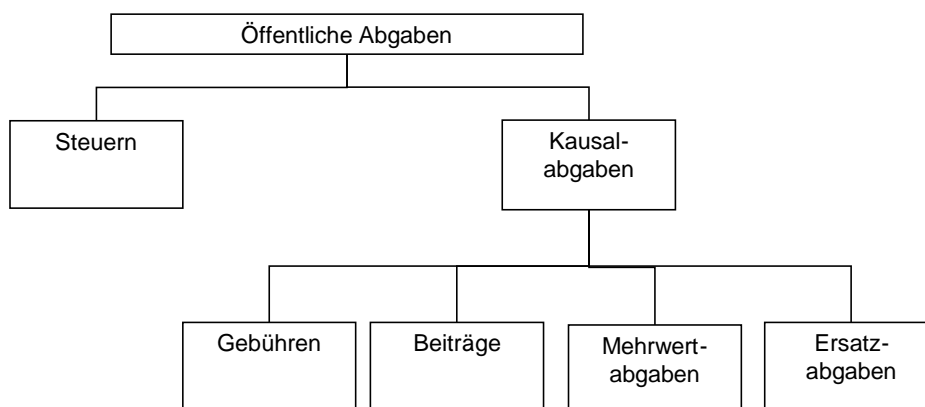 Öffentliche Abgaben
Steuern
Kausal-
abgaben
Gebühren
Beiträge
Mehrwert-
abgaben
Ersatz-
abgaben